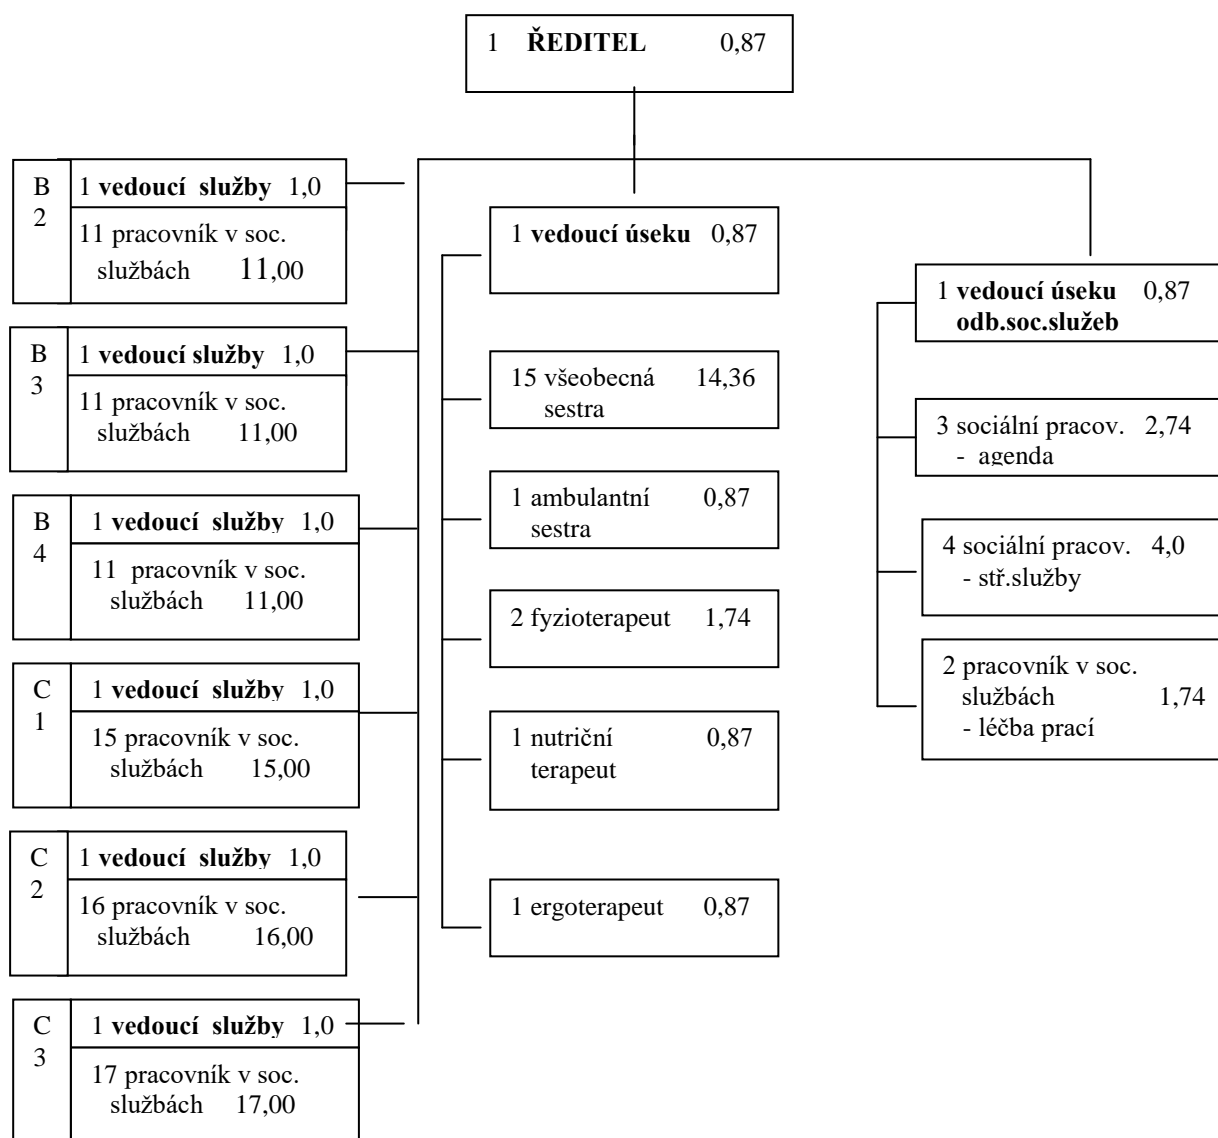 1 ŘEDITEL 0,87
B
2
1 vedoucí služby 1,0
11 pracovník v soc.
službách 11,00
B
3
1 vedoucí služby 1,0
11 pracovník v soc.
službách 11,00
B
4
1 vedoucí služby 1,0
11 pracovník v soc.
službách 11,00
C
1
1 vedoucí služby 1,0
15 pracovník v soc.
službách 15,00
C
2
1 vedoucí služby 1,0
16 pracovník v soc.
službách 16,00
C
3
1 vedoucí služby 1,0
17 pracovník v soc.
službách 17,00
1 vedoucí úseku 0,87
15 všeobecná 14,36
sestra
1 ambulantní 0,87
sestra
2 fyzioterapeut 1,74
1 nutriční 0,87
terapeut
1 ergoterapeut 0,87
1 vedoucí úseku 0,87
odb.soc.služeb
3 sociální pracov. 2,74
- agenda
4 sociální pracov. 4,0
- stř.služby
2 pracovník v soc.
službách 1,74
- léčba prací